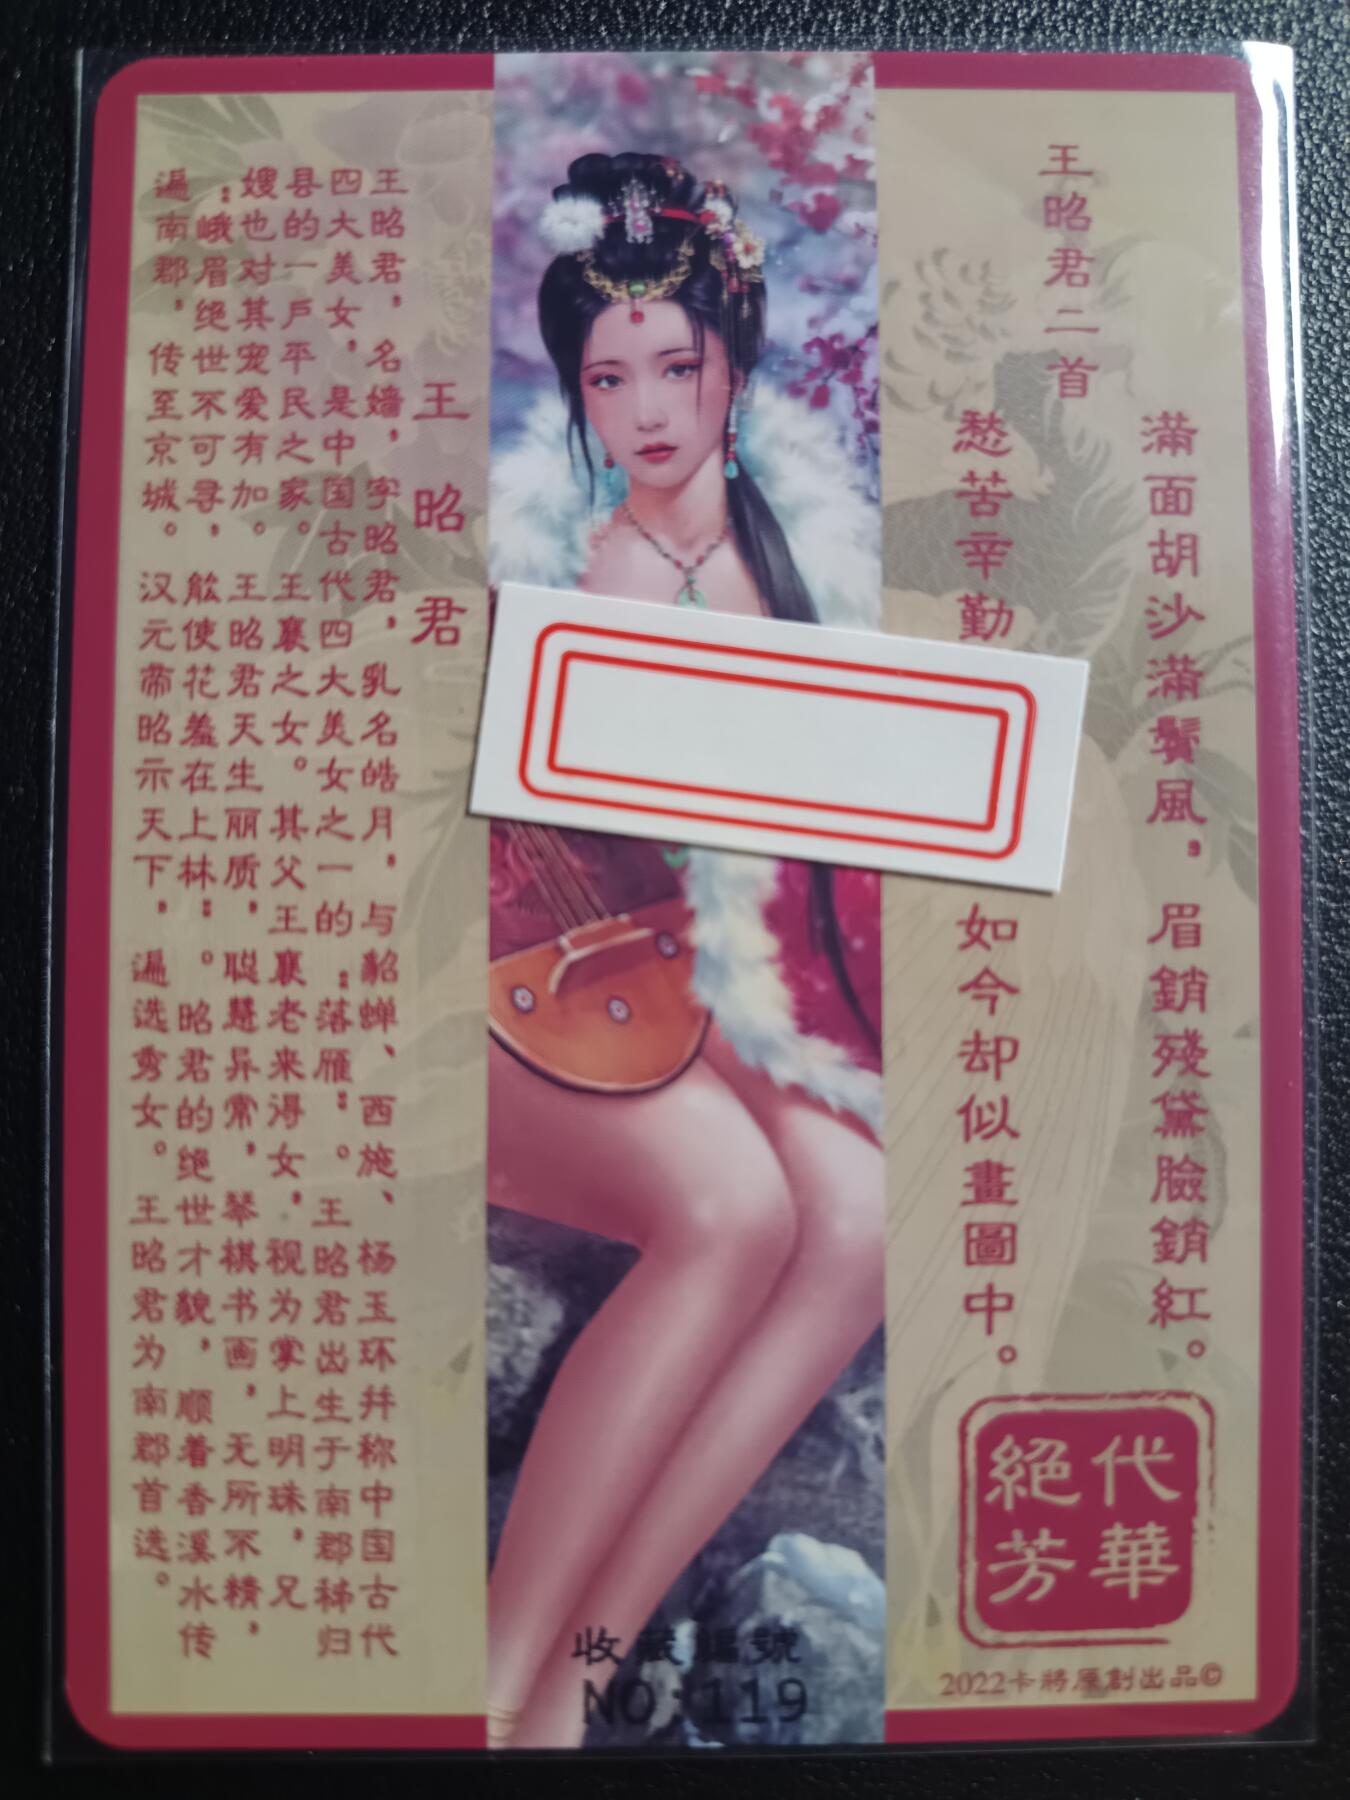 王昭君二首
滿面胡沙滿鬢風，眉銷殘黛臉銷紅。
愁苦辛勤
如今却似畫圖中。
絕代
芳華
2022卡將原創出品©
王昭君
王昭君，名嫱，字昭君，乳名皓月，与貂蝉、西施、杨玉环并称中国古代
四大美女，是中国古代四大美女之一的：落雁：。王昭君出生于南郡秭归
县的一户平民之家。王襄之女。其父王襄老来得女，视为掌上明珠，兄
嫂也对其宠爱有加。王昭君天生丽质，聪慧异常，琴棋书画，无所不精，
：峨眉绝世不可寻，能使花羞在上林：。昭君的绝世才貌，顺着香溪水传
遍南郡，传至京城。汉元帝昭示天下，遍选秀女。王昭君为南郡首选。
收藏編號
NO:119